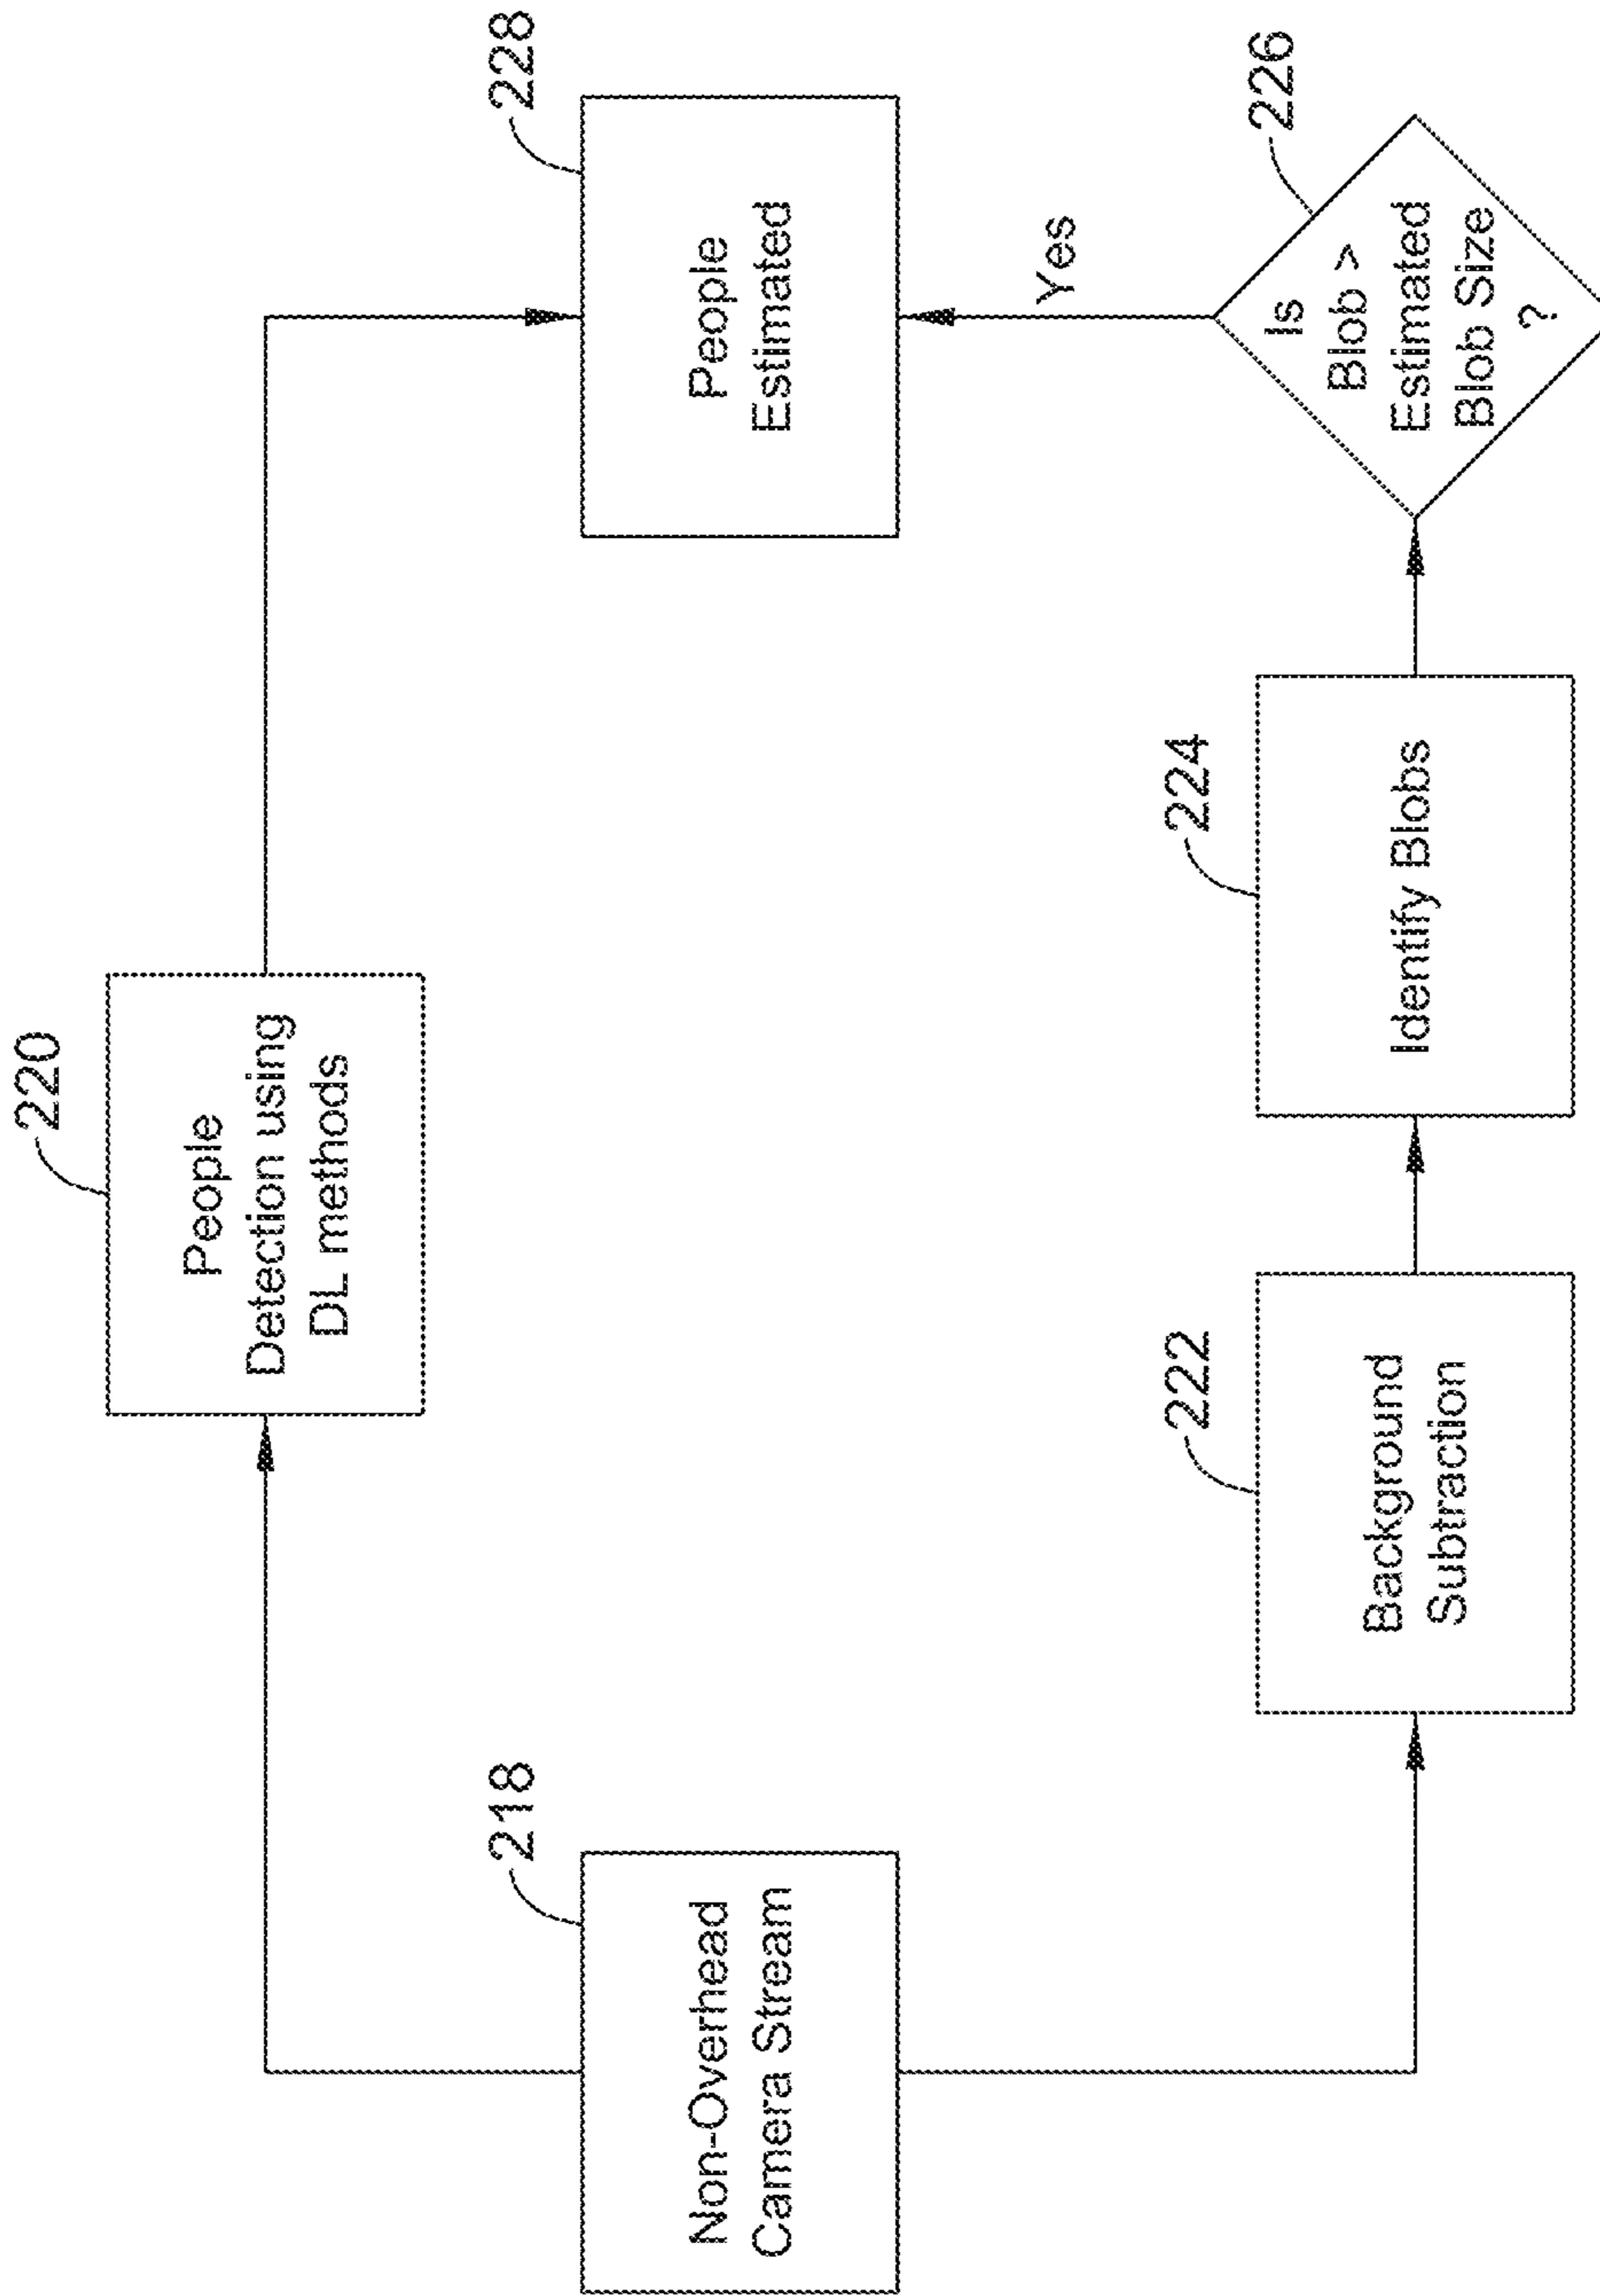 220
People
Detection using
DL methods
218
Non-Overhead
Camera Stream
228
People
Estimated
Yes
222
Background
Subtraction
224
Identify Blobs
226
Is
Blob >
Estimated
Blob Size
?